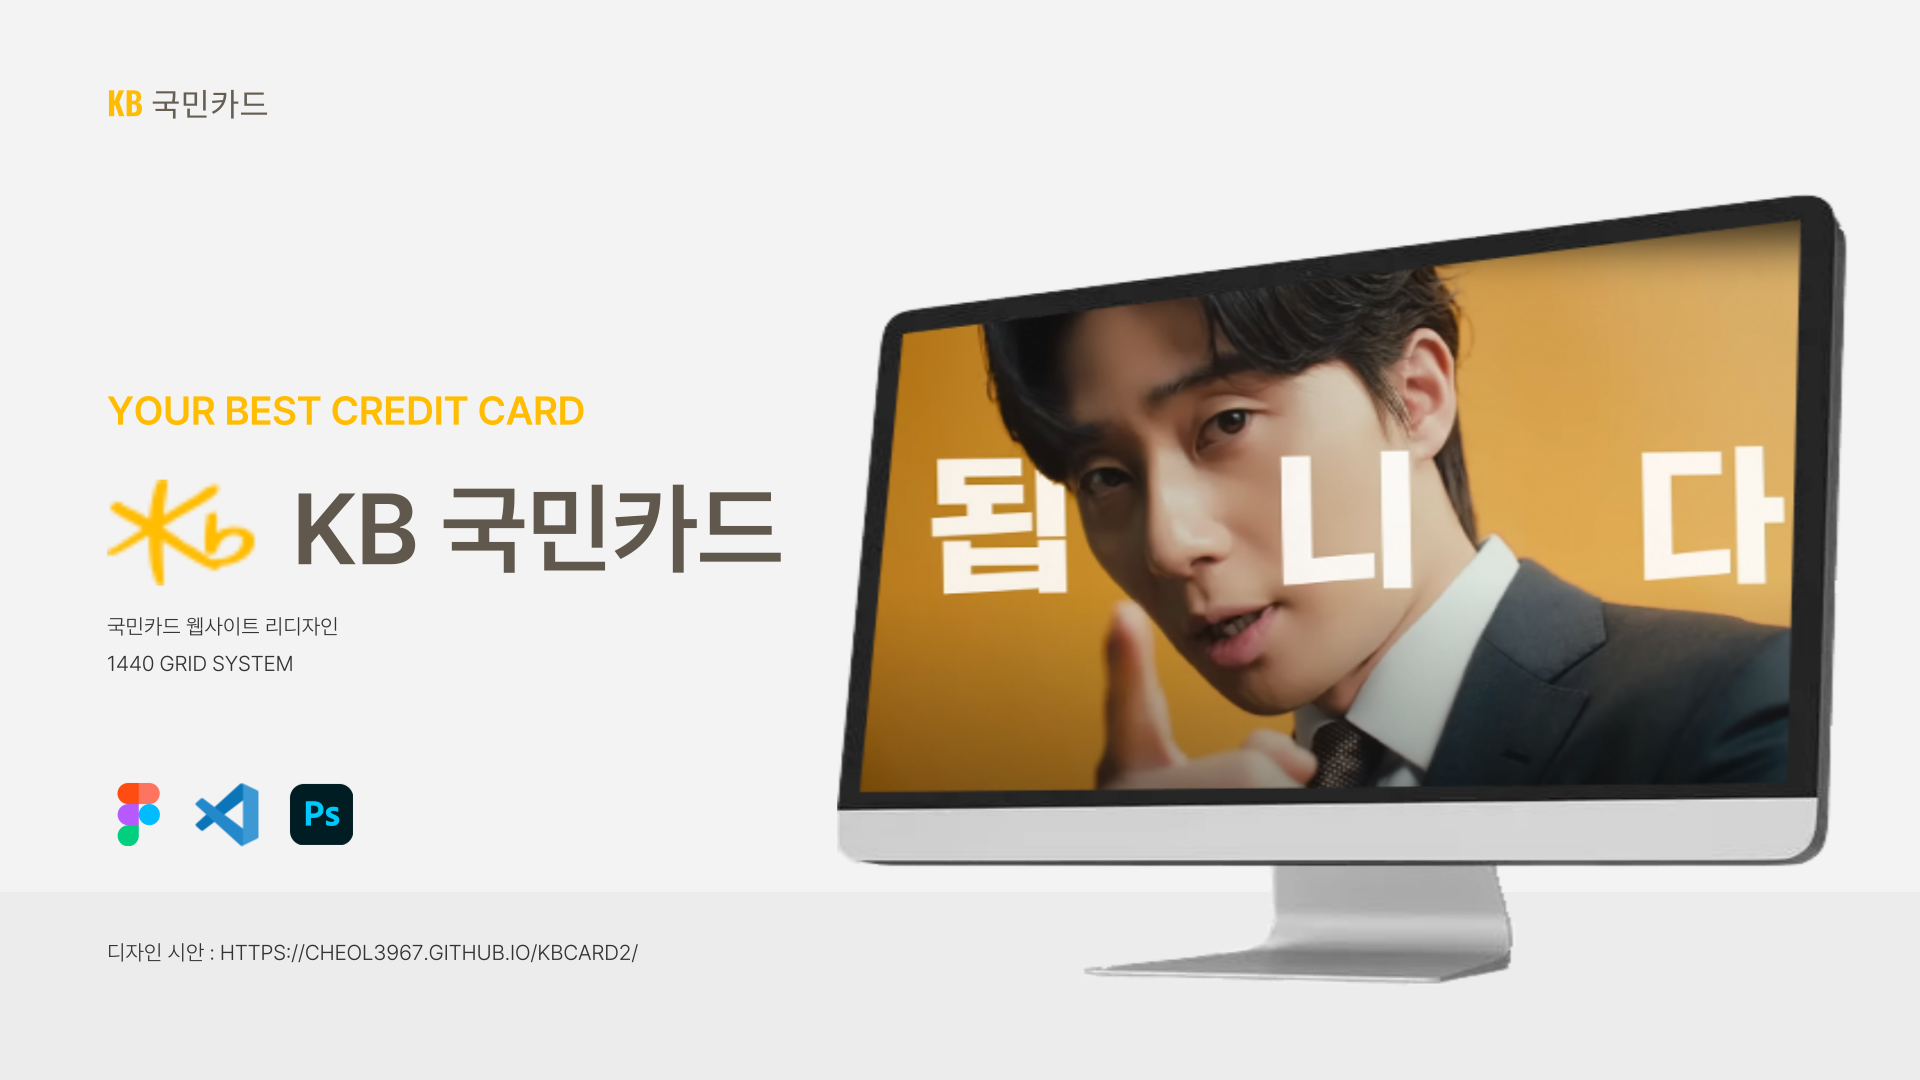 KB 국민카드
YOUR BEST CREDIT CARD
Kb KB 국민카드
국민카드 웹사이트 리디자인
1440 GRID SYSTEM
됩 니 다
Ps
디자인 시안 : HTTPS://CHEOL3967.GITHUB.IO/KBCARD2/